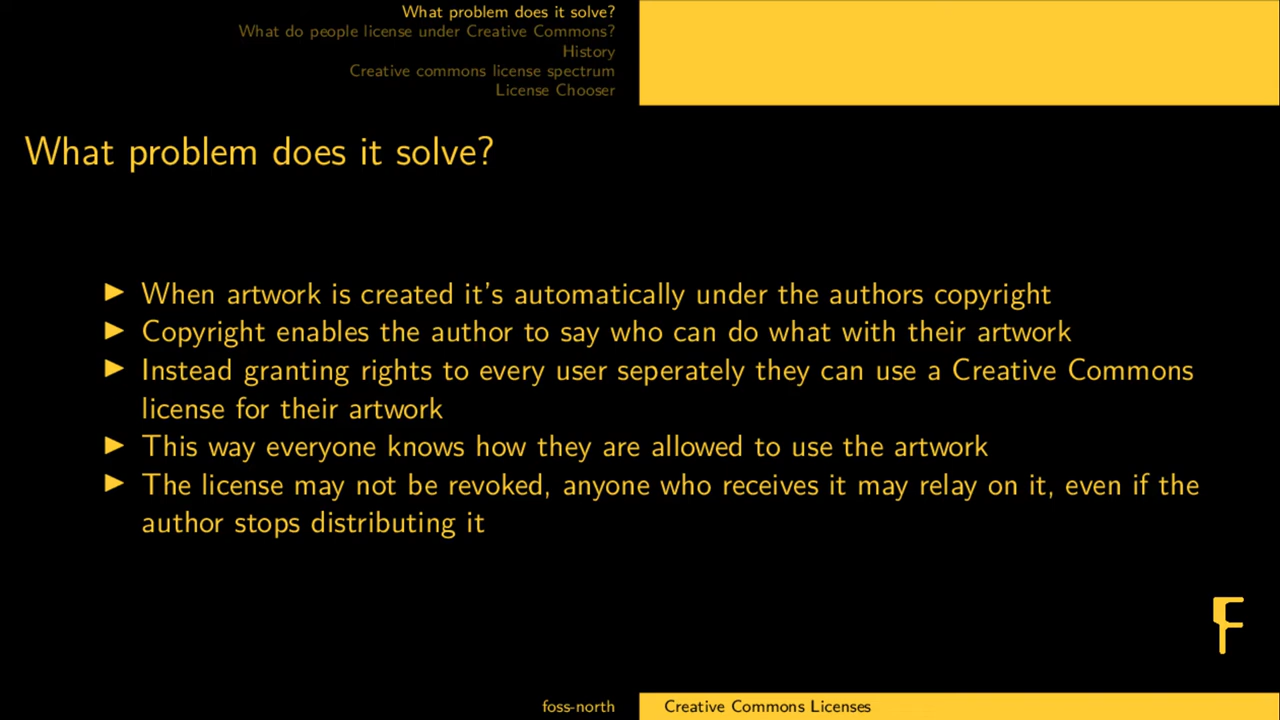 What problem does it solve?
What do people license under Creative Commons?
History
Creative commons license spectrum
License Chooser
What problem does it solve?
When artwork is created it's automatically under the authors copyright
Copyright enables the author to say who can do what with their artwork
Instead granting rights to every user seperately they can use a Creative Commons
license for their artwork
This way everyone knows how they are allowed to use the artwork
The license may not be revoked, anyone who receives it may relay on it, even if the
author stops distributing it
foss-north
Creative Commons Licenses